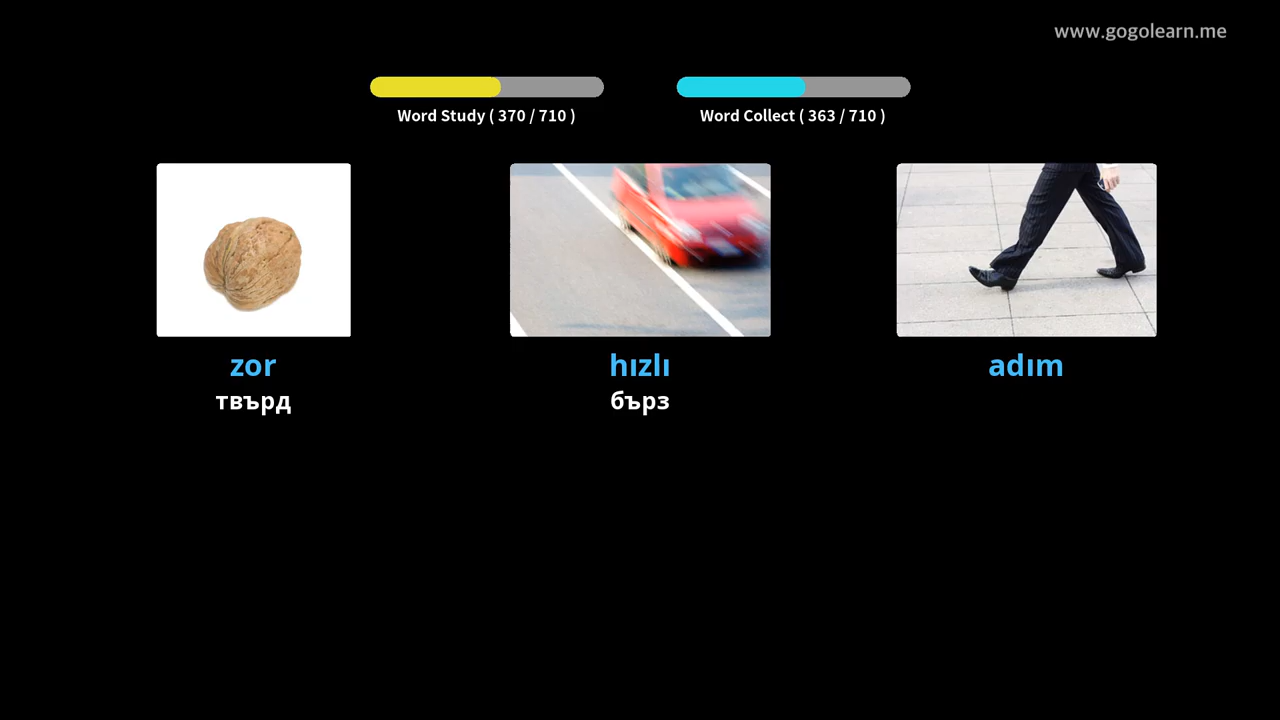 www.gogolearn.me
Word Study ( 370 / 710 )
Word Collect ( 363 / 710 )
zor
hızlı
adım
твърд
бърз